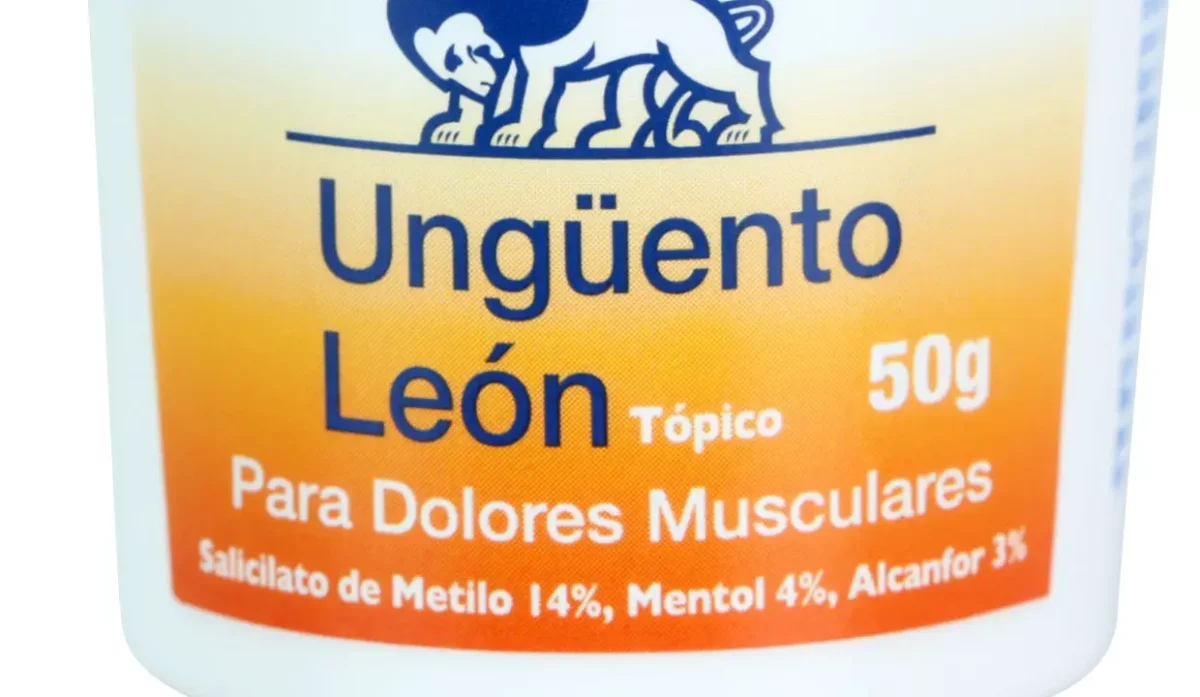 Ungüento
León Tópico 50g
Para Dolores Musculares
Salicilato de Metilo 14%, Mentol 4%, Alcanfor 3%